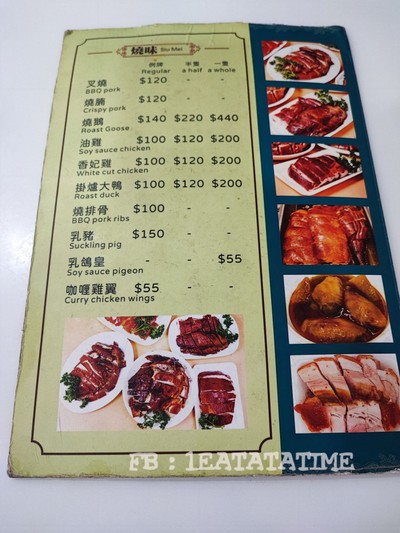 燒味 Siu Mei
例牌 半隻 一隻
Regular a half a whole
叉燒 $120 - -
BBQ pork
燒腩 $120 - -
Crispy pork
燒鵝 $140 $220 $440
Roast Goose
油雞 $100 $120 $200
Soy sauce chicken
香妃雞 $100 $120 $200
White cut chicken
掛爐大鴨 $100 $120 $200
Roast duck
燒排骨 $100 - -
BBQ pork ribs
乳豬 $150 - -
Suckling pig
乳鴿皇 - - $55
Soy sauce pigeon
咖喱雞翼 $55 - -
Curry chicken wings
FB : 1EATATATIME